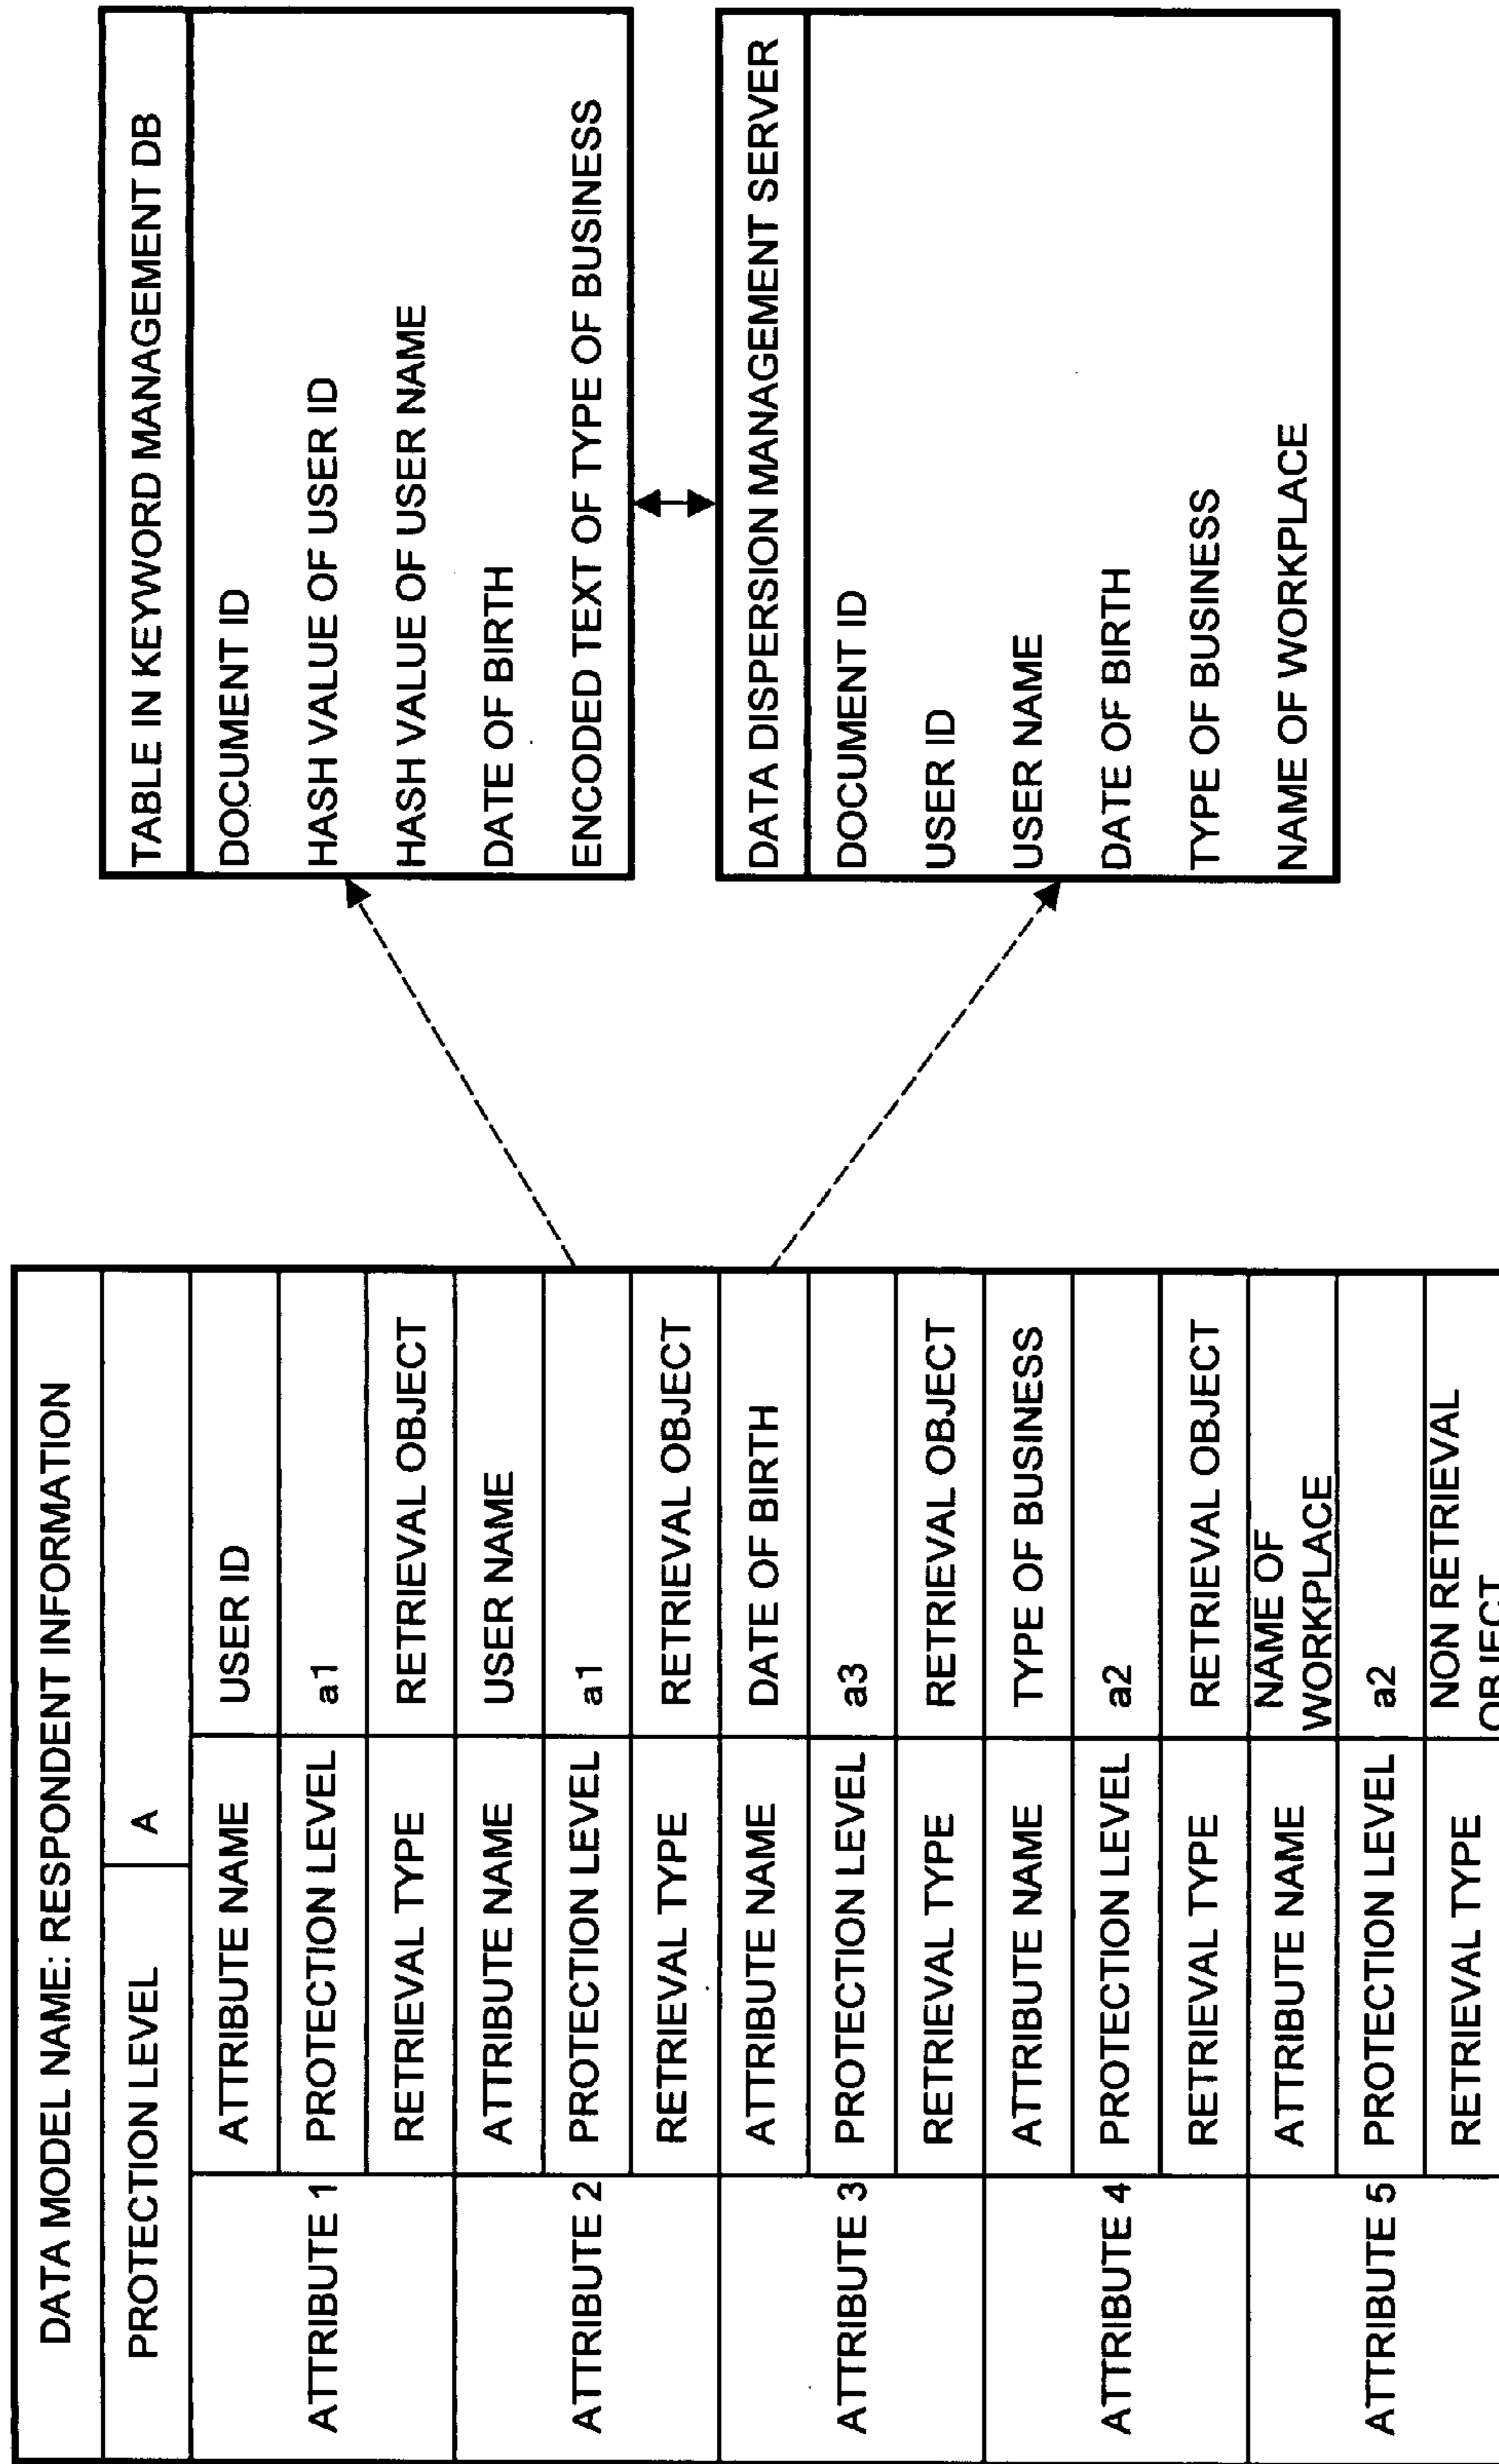 DATA MODEL NAME: RESPONDENT INFORMATION
PROTECTION LEVEL A
ATTRIBUTE 1
ATTRIBUTE NAME USER ID
PROTECTION LEVEL a1
RETRIEVAL TYPE RETRIEVAL OBJECT
ATTRIBUTE 2
ATTRIBUTE NAME USER NAME
PROTECTION LEVEL a1
RETRIEVAL TYPE RETRIEVAL OBJECT
ATTRIBUTE 3
ATTRIBUTE NAME DATE OF BIRTH
PROTECTION LEVEL a3
RETRIEVAL TYPE RETRIEVAL OBJECT
ATTRIBUTE 4
ATTRIBUTE NAME TYPE OF BUSINESS
PROTECTION LEVEL a2
RETRIEVAL TYPE RETRIEVAL OBJECT
ATTRIBUTE 5
ATTRIBUTE NAME NAME OF
WORKPLACE
PROTECTION LEVEL a2
RETRIEVAL TYPE NON RETRIEVAL
OBJECT
TABLE IN KEYWORD MANAGEMENT DB
DOCUMENT ID
HASH VALUE OF USER ID
HASH VALUE OF USER NAME
DATE OF BIRTH
ENCODED TEXT OF TYPE OF BUSINESS
DATA DISPERSION MANAGEMENT SERVER
DOCUMENT ID
USER ID
USER NAME
DATE OF BIRTH
TYPE OF BUSINESS
NAME OF WORKPLACE